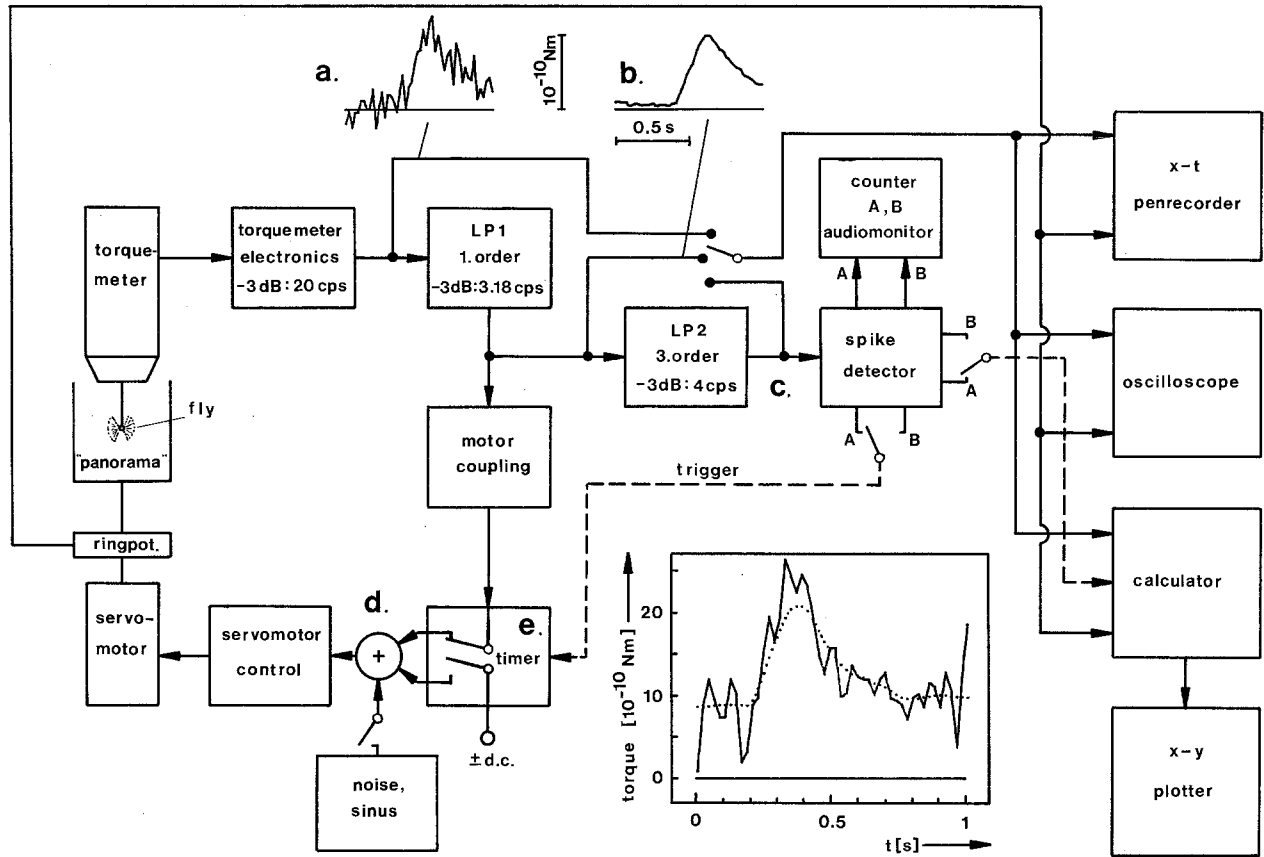 a.
10⁻¹⁰Nm
b.
0.5 s
torque-
meter
torquemeter
electronics
-3dB: 20 cps
LP1
1. order
-3dB: 3.18 cps
counter
A, B
audiomonitor
x-t
penrecorder
A
B
LP2
3. order
-3dB: 4 cps
c.
spike
detector
B
A
A
B
oscilloscope
fly
"panorama"
motor
coupling
trigger
ringpot.
servo-
motor
servomotor
control
d.
+
e.
timer
± d.c.
noise,
sinus
calculator
x-y
plotter
torque [10⁻¹⁰ Nm]
20
10
0
0
0.5
1
t[s]